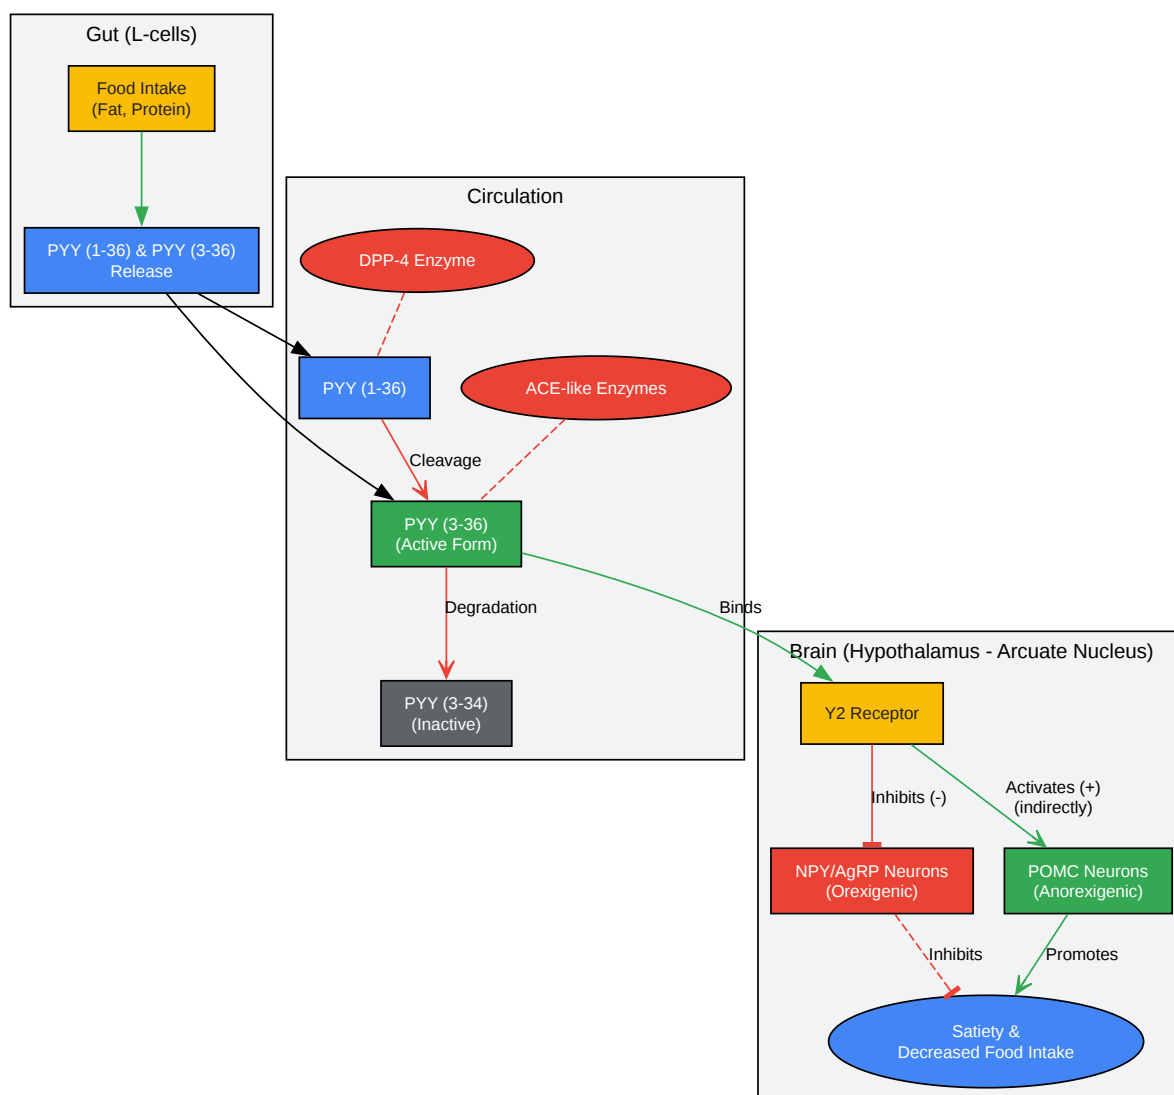 Gut (L-cells)
Food Intake
(Fat, Protein)
PYY (1-36) & PYY (3-36)
Release
Circulation
DPP-4 Enzyme
PYY (1-36)
ACE-like Enzymes
Cleavage
PYY (3-36)
(Active Form)
Degradation
Binds
PYY (3-34)
(Inactive)
Brain (Hypothalamus - Arcuate Nucleus)
Y2 Receptor
Inhibits (-)
Activates (+)
(indirectly)
NPY/AgRP Neurons
(Orexigenic)
POMC Neurons
(Anorexigenic)
Inhibits
Promotes
Satiety &
Decreased Food Intake